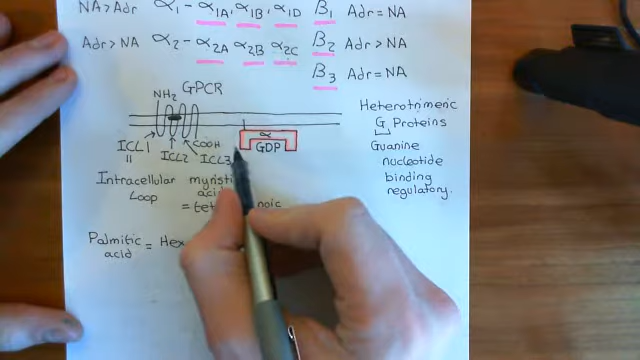 NA>Adr α1 - α1A, α1B, α1D β1 Adr = NA
Adr>NA α2 - α2A α2B α2C β2 Adr > NA
β3 Adr = NA
NH2 GPCR
α
GDP
ICL1
ICL2
COOH
ICL3
=
Intracellular
Loop
acid
=
Palmitic = Hex
acid
noic
Heterotrimeric
G Proteins
Guanine
nucleotide
binding
regulatory.